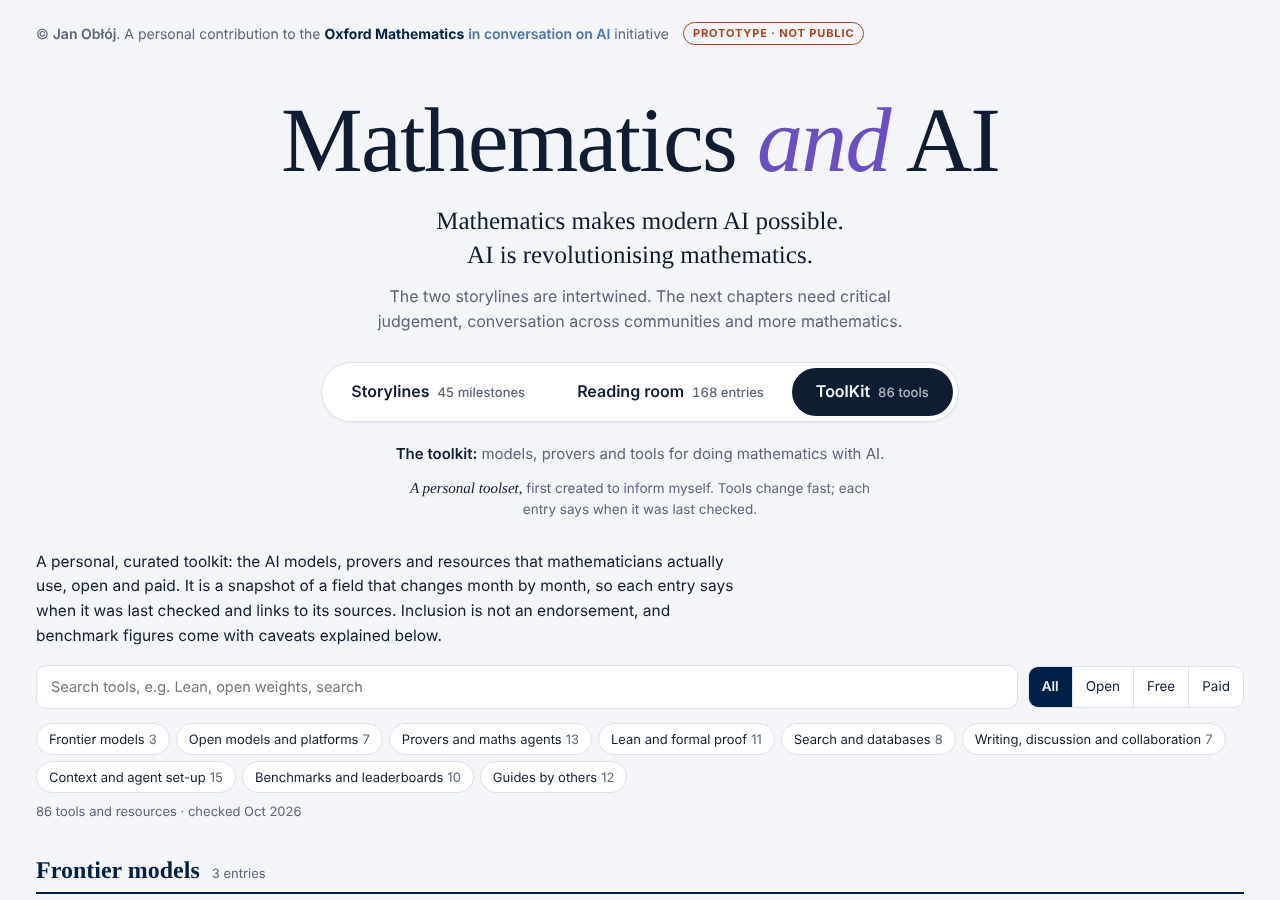 © Jan Obłój. A personal contribution to the Oxford Mathematics in conversation on AI initiative PROTOTYPE · NOT PUBLIC
Mathematics and AI
Mathematics makes modern AI possible.
AI is revolutionising mathematics.
The two storylines are intertwined. The next chapters need critical
judgement, conversation across communities and more mathematics.
Storylines 45 milestones Reading room 168 entries ToolKit 86 tools
The toolkit: models, provers and tools for doing mathematics with AI.
A personal toolset, first created to inform myself. Tools change fast; each
entry says when it was last checked.
A personal, curated toolkit: the AI models, provers and resources that mathematicians actually
use, open and paid. It is a snapshot of a field that changes month by month, so each entry says
when it was last checked and links to its sources. Inclusion is not an endorsement, and
benchmark figures come with caveats explained below.
Search tools, e.g. Lean, open weights, search All Open Free Paid
Frontier models 3 Open models and platforms 7 Provers and maths agents 13 Lean and formal proof 11 Search and databases 8 Writing, discussion and collaboration 7
Context and agent set-up 15 Benchmarks and leaderboards 10 Guides by others 12
86 tools and resources · checked Oct 2026
Frontier models 3 entries